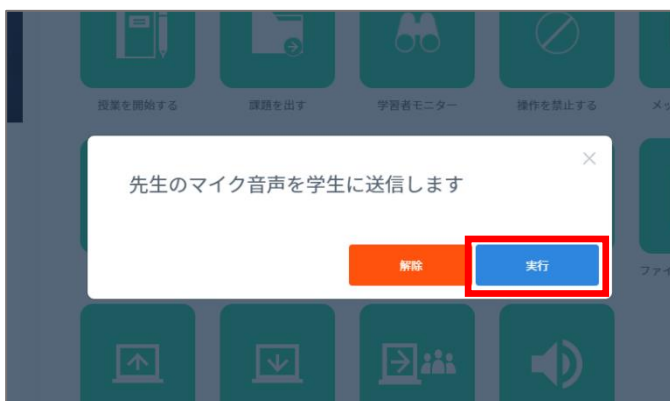 授業を開始する
課題を出す
学習者モニター
操作を禁止する
メッ
先生のマイク音声を学生に送信します
解除
実行
ファイ